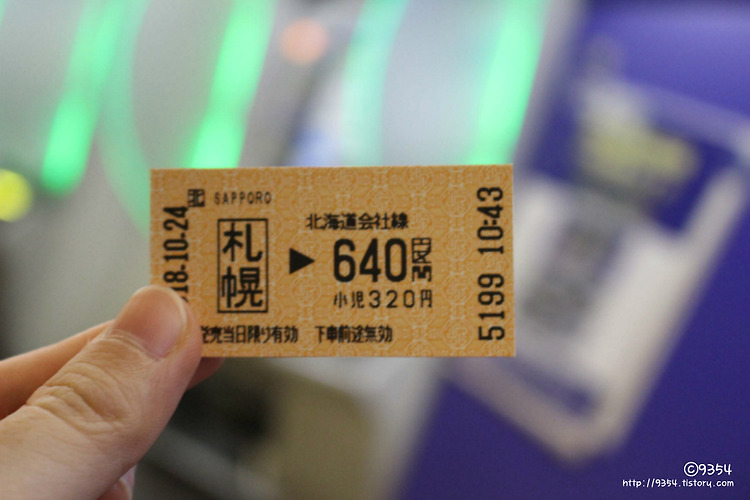 北 SAPPORO
18.-10.-24
札幌
北海道会社線
▶ 640円区間
小児320円
発売当日限り有効 下車前途無効
5199 10:43
©9354
http://9354.tistory.com